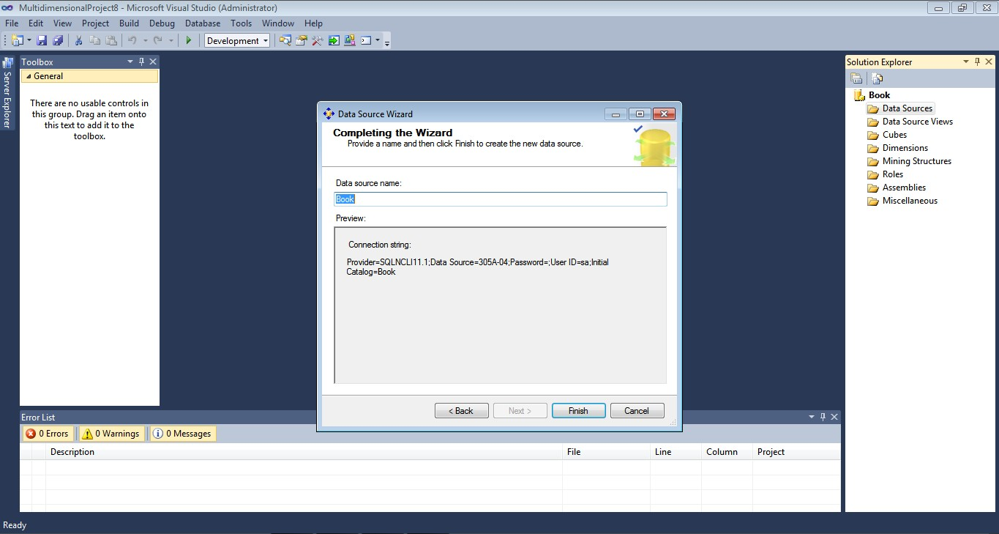 MultidimensionalProject8 - Microsoft Visual Studio (Administrator)
File Edit View Project Build Debug Database Tools Window Help
Development
Server Explorer
Toolbox
General
There are no usable controls in
this group. Drag an item onto
this text to add it to the
toolbox.
Data Source Wizard
Completing the Wizard
Provide a name and then click Finish to create the new data source.
Data source name:
Book
Preview:
Connection string:
Provider=SQLNCLI11.1;Data Source=305A-04;Password=;User ID=sa;Initial
Catalog=Book
< Back Next > Finish Cancel
Solution Explorer
Book
Data Sources
Data Source Views
Cubes
Dimensions
Mining Structures
Roles
Assemblies
Miscellaneous
Error List
0 Errors 0 Warnings 0 Messages
Description File Line Column Project
Ready